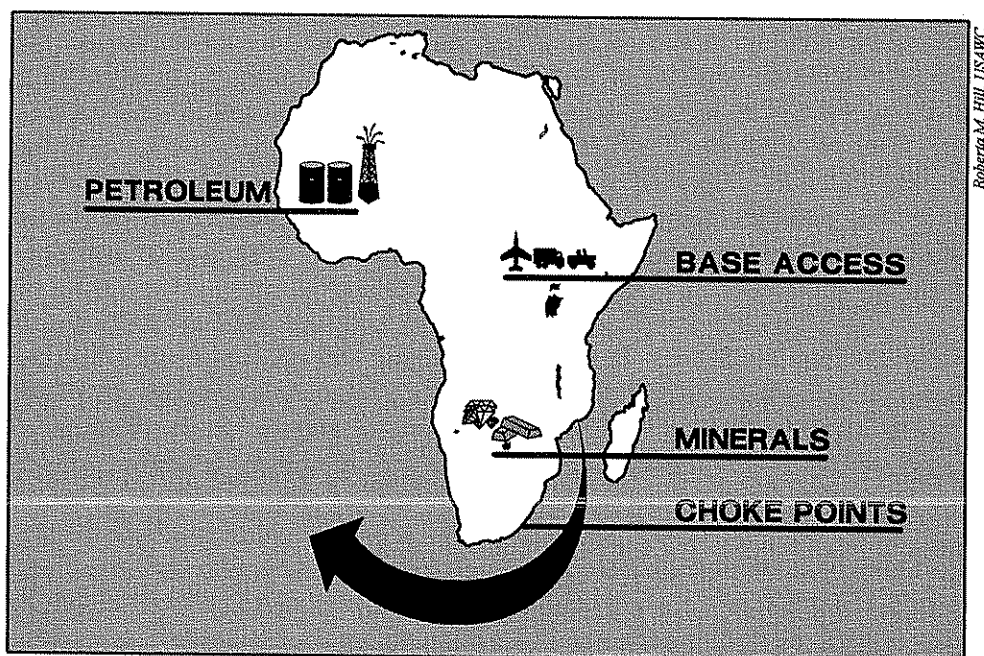 PETROLEUM
BASE ACCESS
MINERALS
CHOKE POINTS
Roberta M. Hill, USAWC